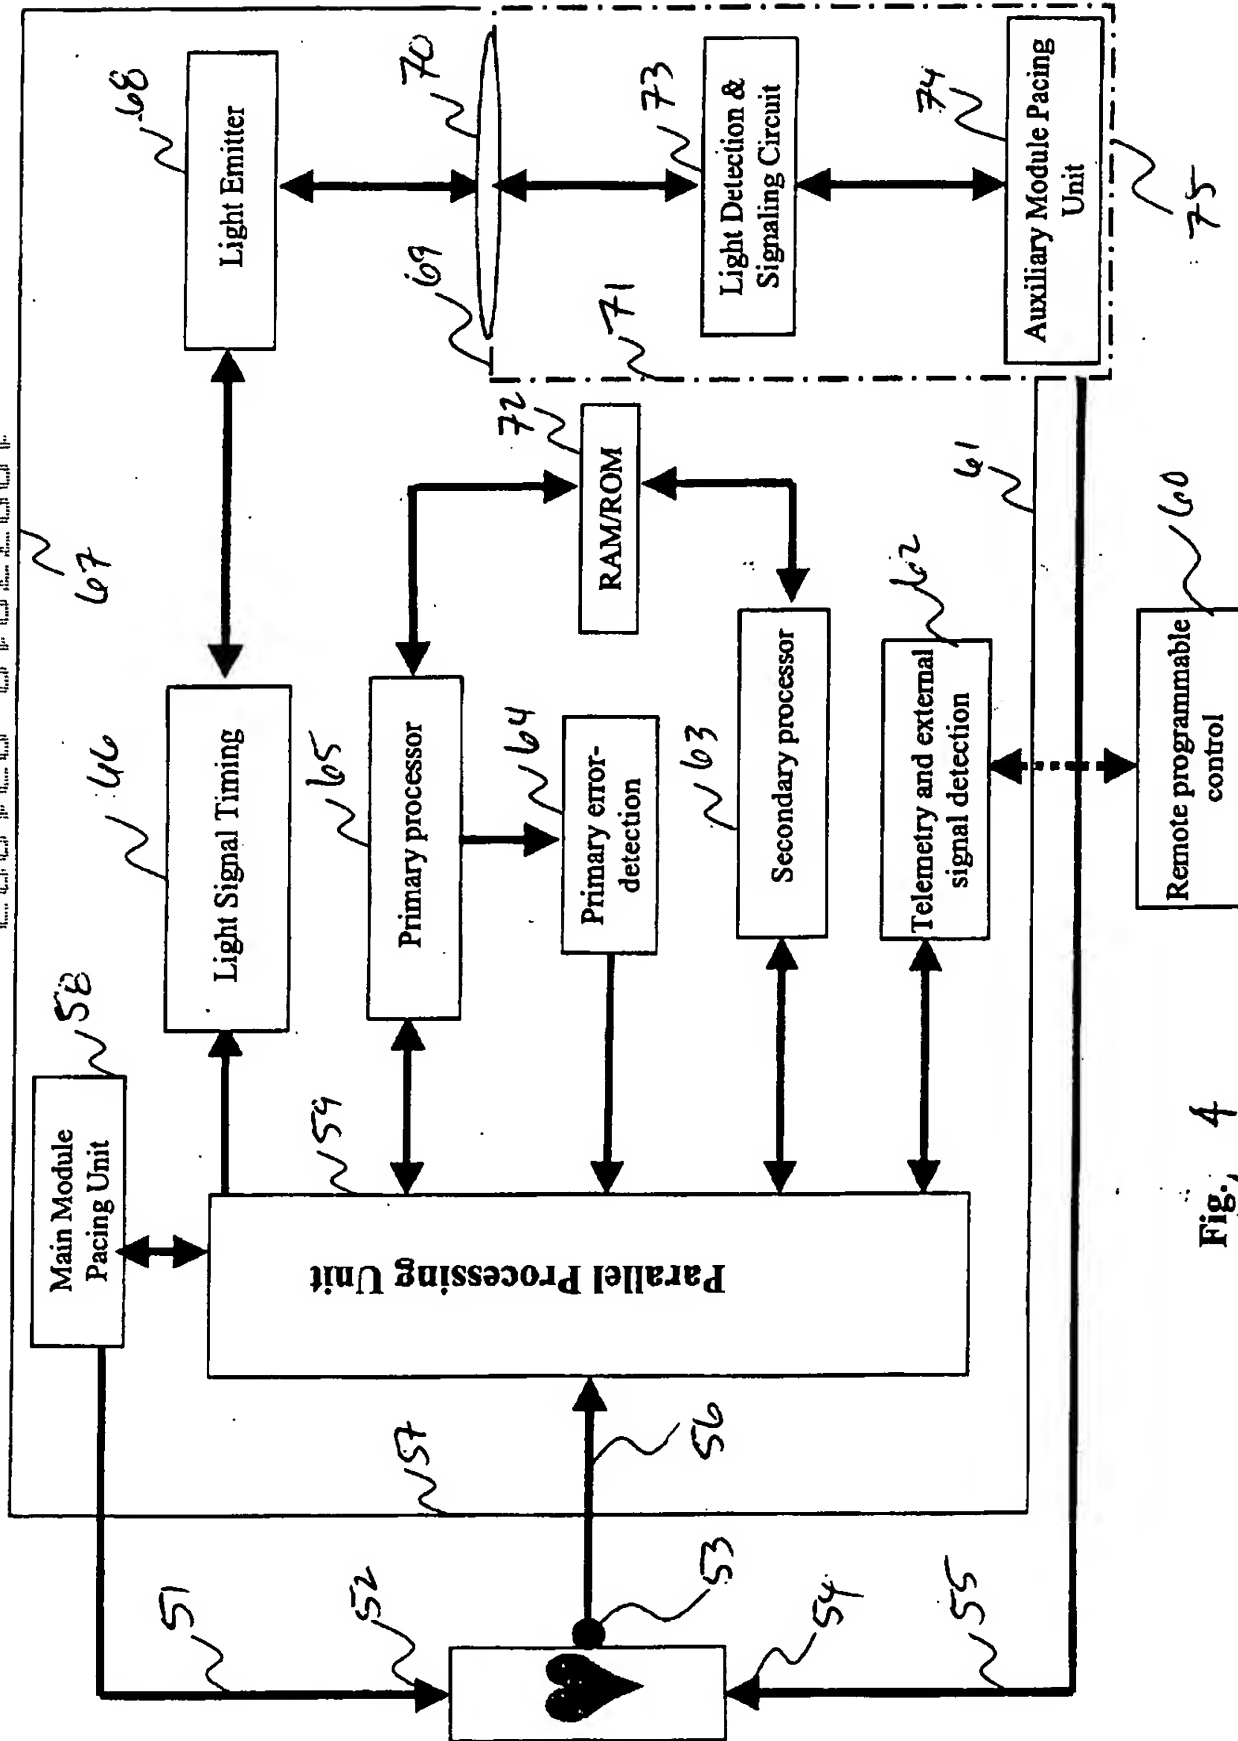 67
58
Main Module
Pacing Unit
46
Light Signal Timing
68
Light Emitter
51
57
59
Parallel Processing Unit
65
Primary processor
64
Primary error-
detection
72
RAM/ROM
69
70
71
73
Light Detection &
Signaling Circuit
52
53
56
63
Secondary processor
62
Telemetry and external
signal detection
61
74
Auxiliary Module Pacing
Unit
75
54
55
60
Remote programmable
control
Fig., 4